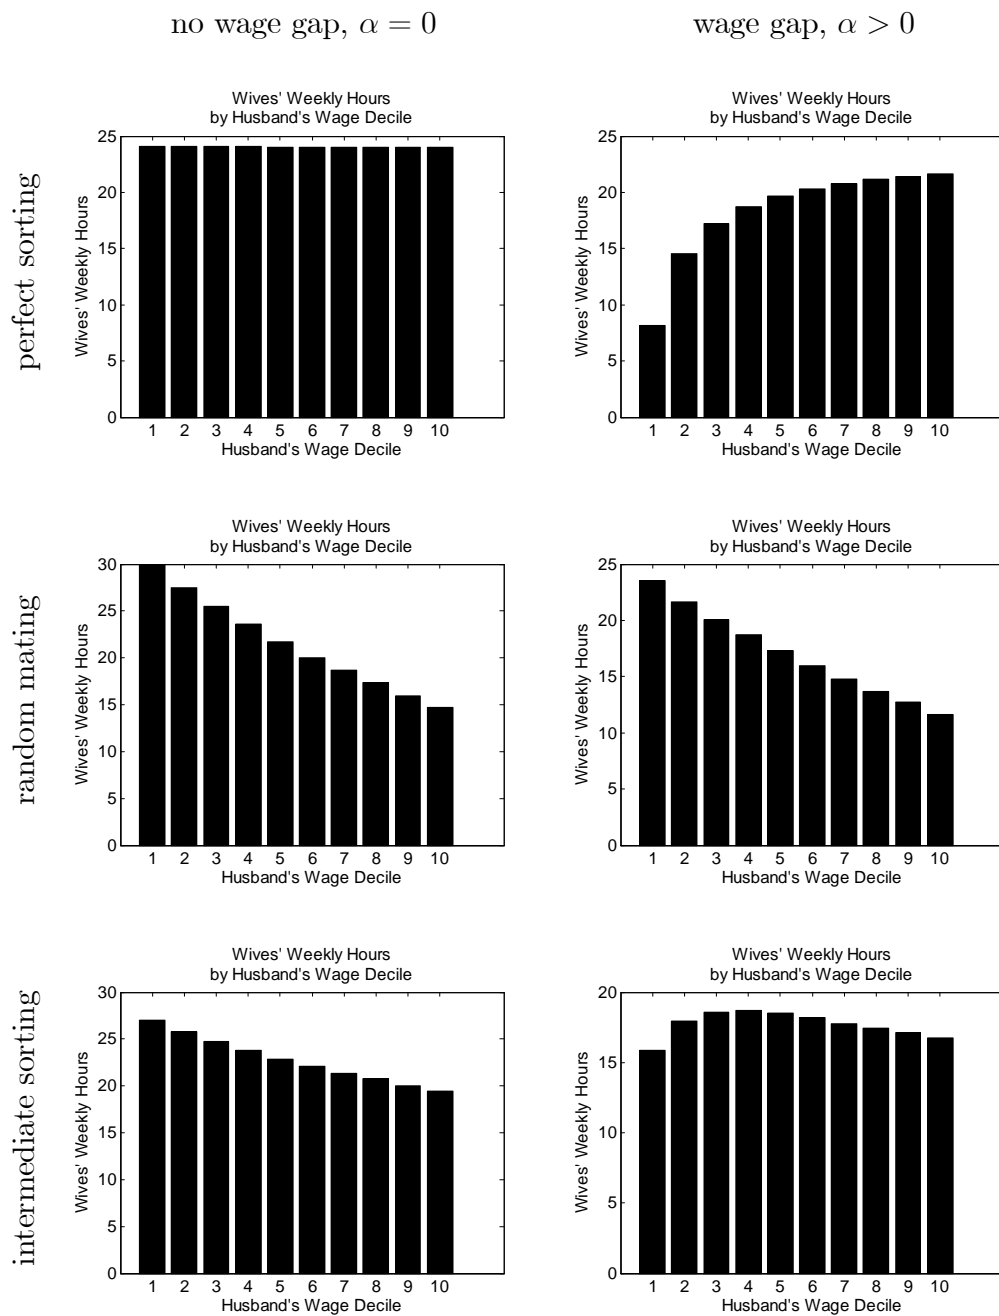 no wage gap, α = 0
wage gap, α > 0
perfect sorting
Wives' Weekly Hours
by Husband's Wage Decile
Wives' Weekly Hours
25
20
15
10
5
0
1 2 3 4 5 6 7 8 9 10
Husband's Wage Decile
Wives' Weekly Hours
by Husband's Wage Decile
Wives' Weekly Hours
25
20
15
10
5
0
1 2 3 4 5 6 7 8 9 10
Husband's Wage Decile
random mating
Wives' Weekly Hours
by Husband's Wage Decile
Wives' Weekly Hours
30
25
20
15
10
5
0
1 2 3 4 5 6 7 8 9 10
Husband's Wage Decile
Wives' Weekly Hours
by Husband's Wage Decile
Wives' Weekly Hours
25
20
15
10
5
0
1 2 3 4 5 6 7 8 9 10
Husband's Wage Decile
intermediate sorting
Wives' Weekly Hours
by Husband's Wage Decile
Wives' Weekly Hours
30
25
20
15
10
5
0
1 2 3 4 5 6 7 8 9 10
Husband's Wage Decile
Wives' Weekly Hours
by Husband's Wage Decile
Wives' Weekly Hours
20
15
10
5
0
1 2 3 4 5 6 7 8 9 10
Husband's Wage Decile